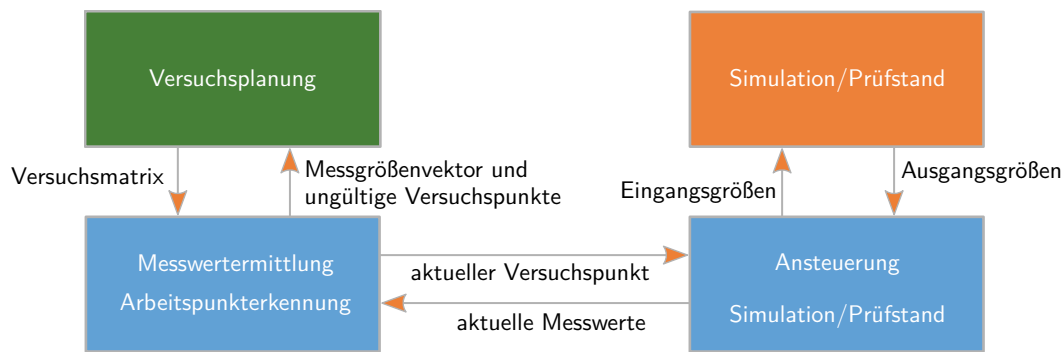 Versuchsplanung
Simulation/Prüfstand
Versuchsmatrix
Messgrößenvektor und
ungültige Versuchspunkte
Eingangsgrößen
Ausgangsgrößen
Messwertermittlung
Arbeitspunkterkennung
aktueller Versuchspunkt
aktuelle Messwerte
Ansteuerung
Simulation/Prüfstand